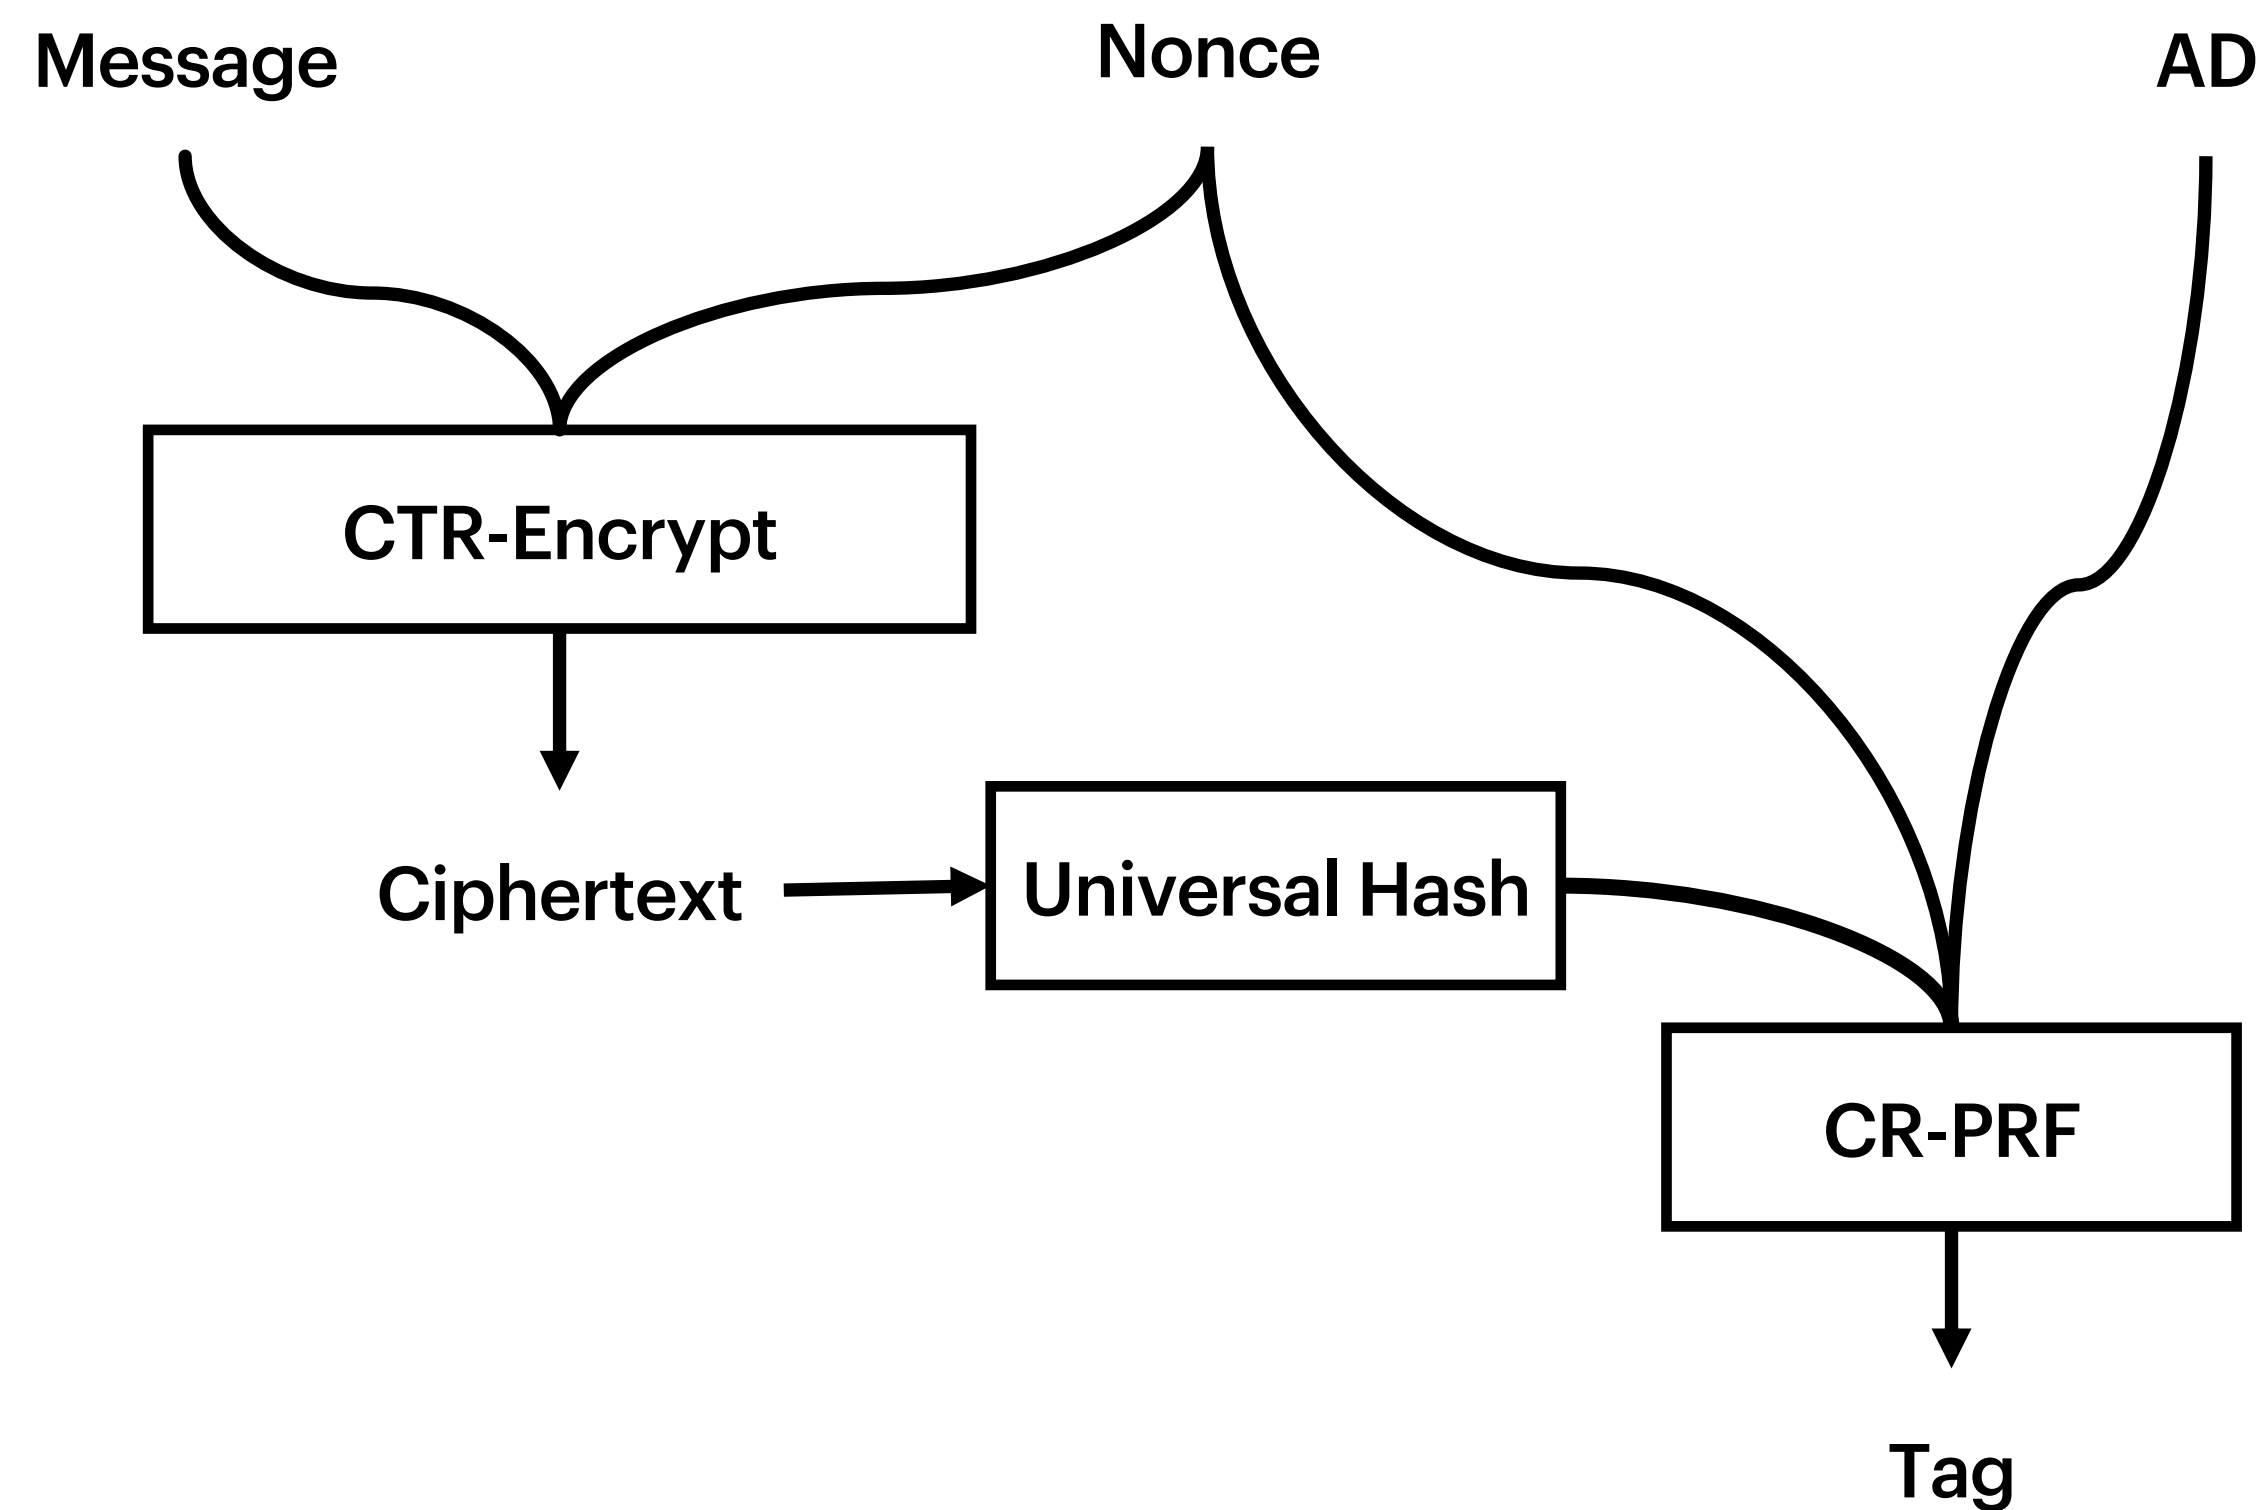 Message
Nonce
AD
CTR-Encrypt
Ciphertext
Universal Hash
CR-PRF
Tag